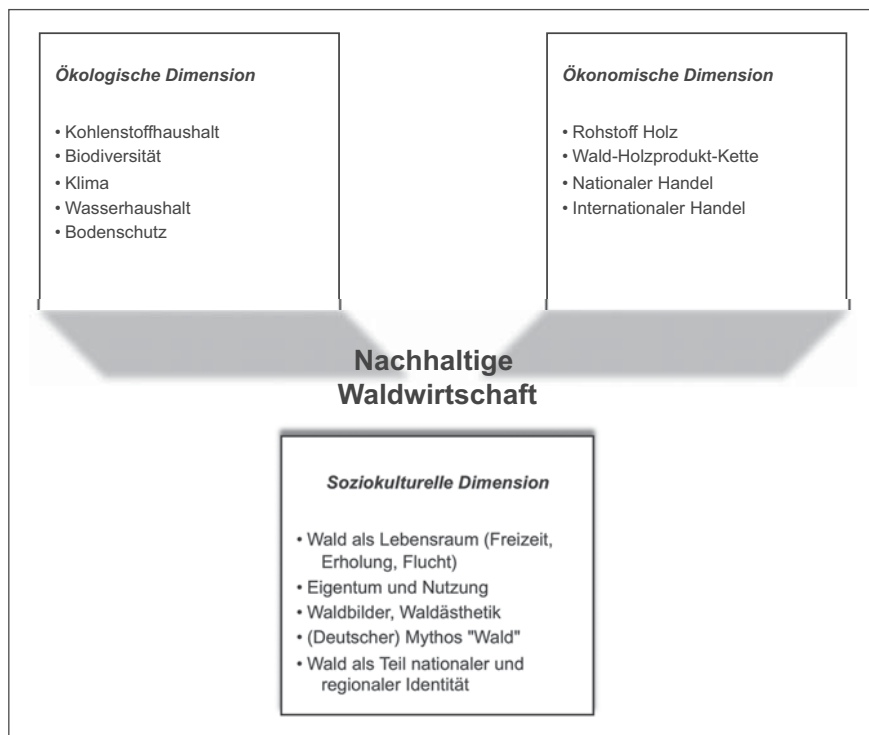 Ökologische Dimension
• Kohlenstoffhaushalt
• Biodiversität
• Klima
• Wasserhaushalt
• Bodenschutz
Ökonomische Dimension
• Rohstoff Holz
• Wald-Holzprodukt-Kette
• Nationaler Handel
• Internationaler Handel
Nachhaltige
Waldwirtschaft
Soziokulturelle Dimension
• Wald als Lebensraum (Freizeit,
Erholung, Flucht)
• Eigentum und Nutzung
• Waldbilder, Waldästhetik
• (Deutscher) Mythos "Wald"
• Wald als Teil nationaler und
regionaler Identität